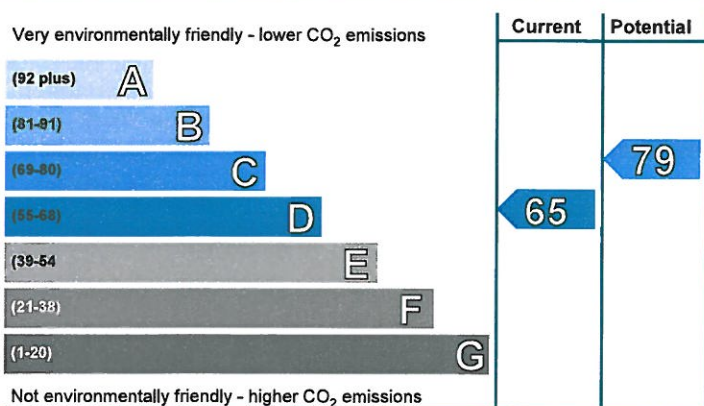 Very environmentally friendly - lower CO₂ emissions
Current
Potential
(92 plus) A
(81-91) B
(69-80) C
79
(55-68) D
65
(39-54 E
(21-38) F
(1-20) G
Not environmentally friendly - higher CO₂ emissions